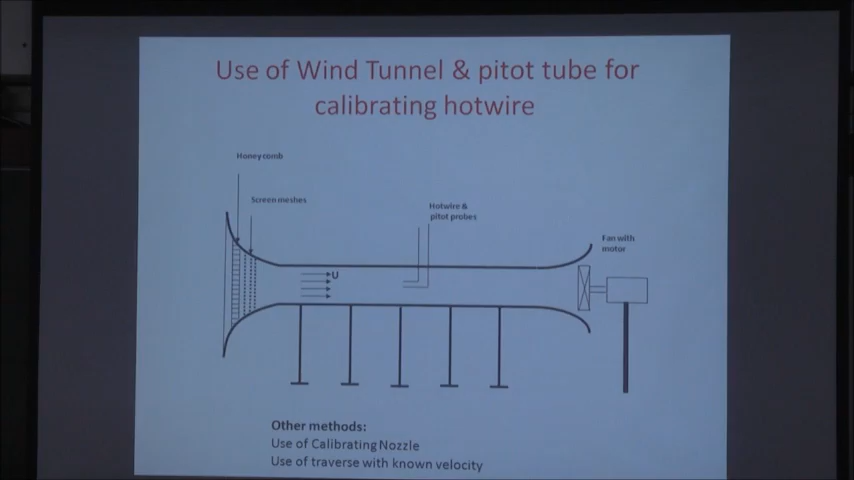 Use of Wind Tunnel & pitot tube for
calibrating hotwire
Honeycomb
Screen meshes
Hotwire &
pitot probes
Fan with
motor
U
Other methods:
Use of Calibrating Nozzle
Use of traverse with known velocity